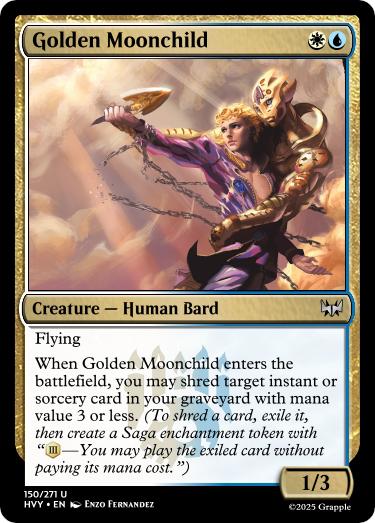 Golden Moonchild
Creature — Human Bard
Flying
When Golden Moonchild enters the
battlefield, you may shred target instant or
sorcery card in your graveyard with mana
value 3 or less. (To shred a card, exile it,
then create a Saga enchantment token with
“III—You may play the exiled card without
paying its mana cost.”)
1/3
150/271 U
HVY • EN Enzo Fernandez
©2025 Grapple